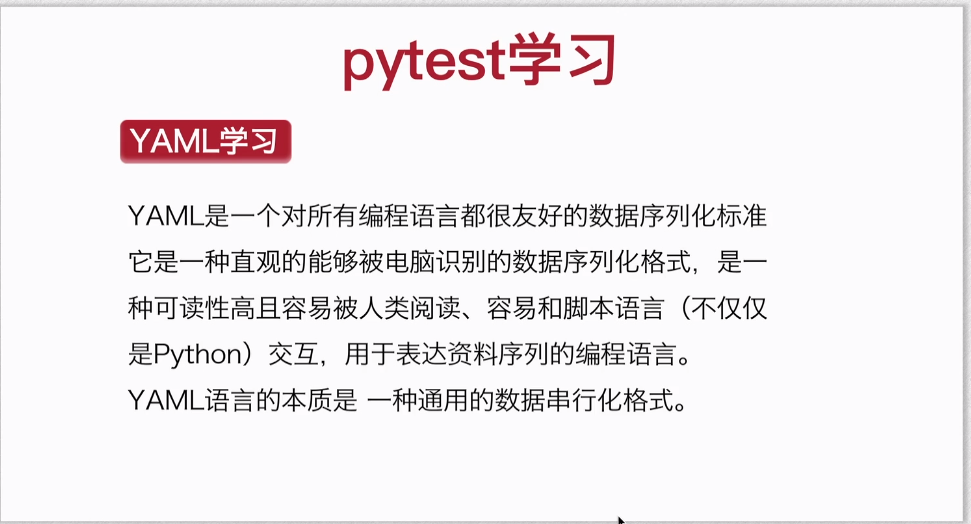 pytest学习
YAML学习
YAML是一个对所有编程语言都很友好的数据序列化标准
它是一种直观的能够被电脑识别的数据序列化格式，是一
种可读性高且容易被人类阅读、容易和脚本语言（不仅仅
是Python）交互，用于表达资料序列的编程语言。
YAML语言的本质是 一种通用的数据串行化格式。